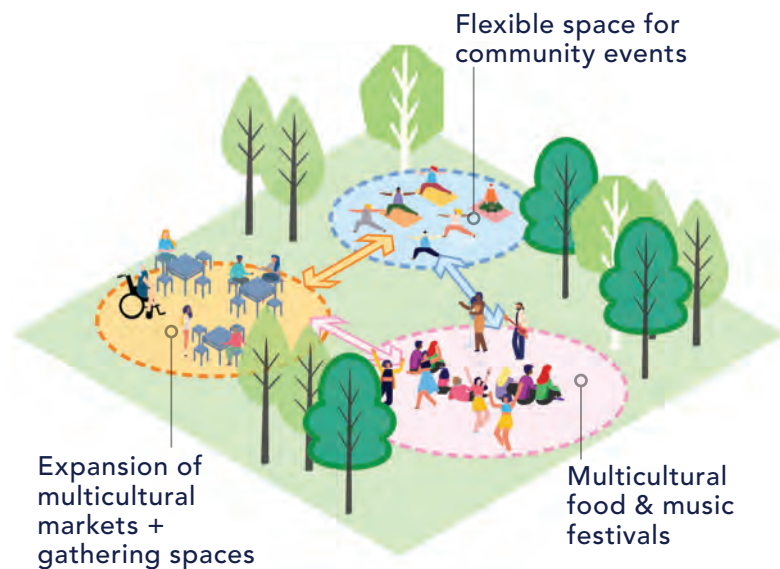 Flexible space for
community events
Expansion of
multicultural
markets +
gathering spaces
Multicultural
food & music
festivals